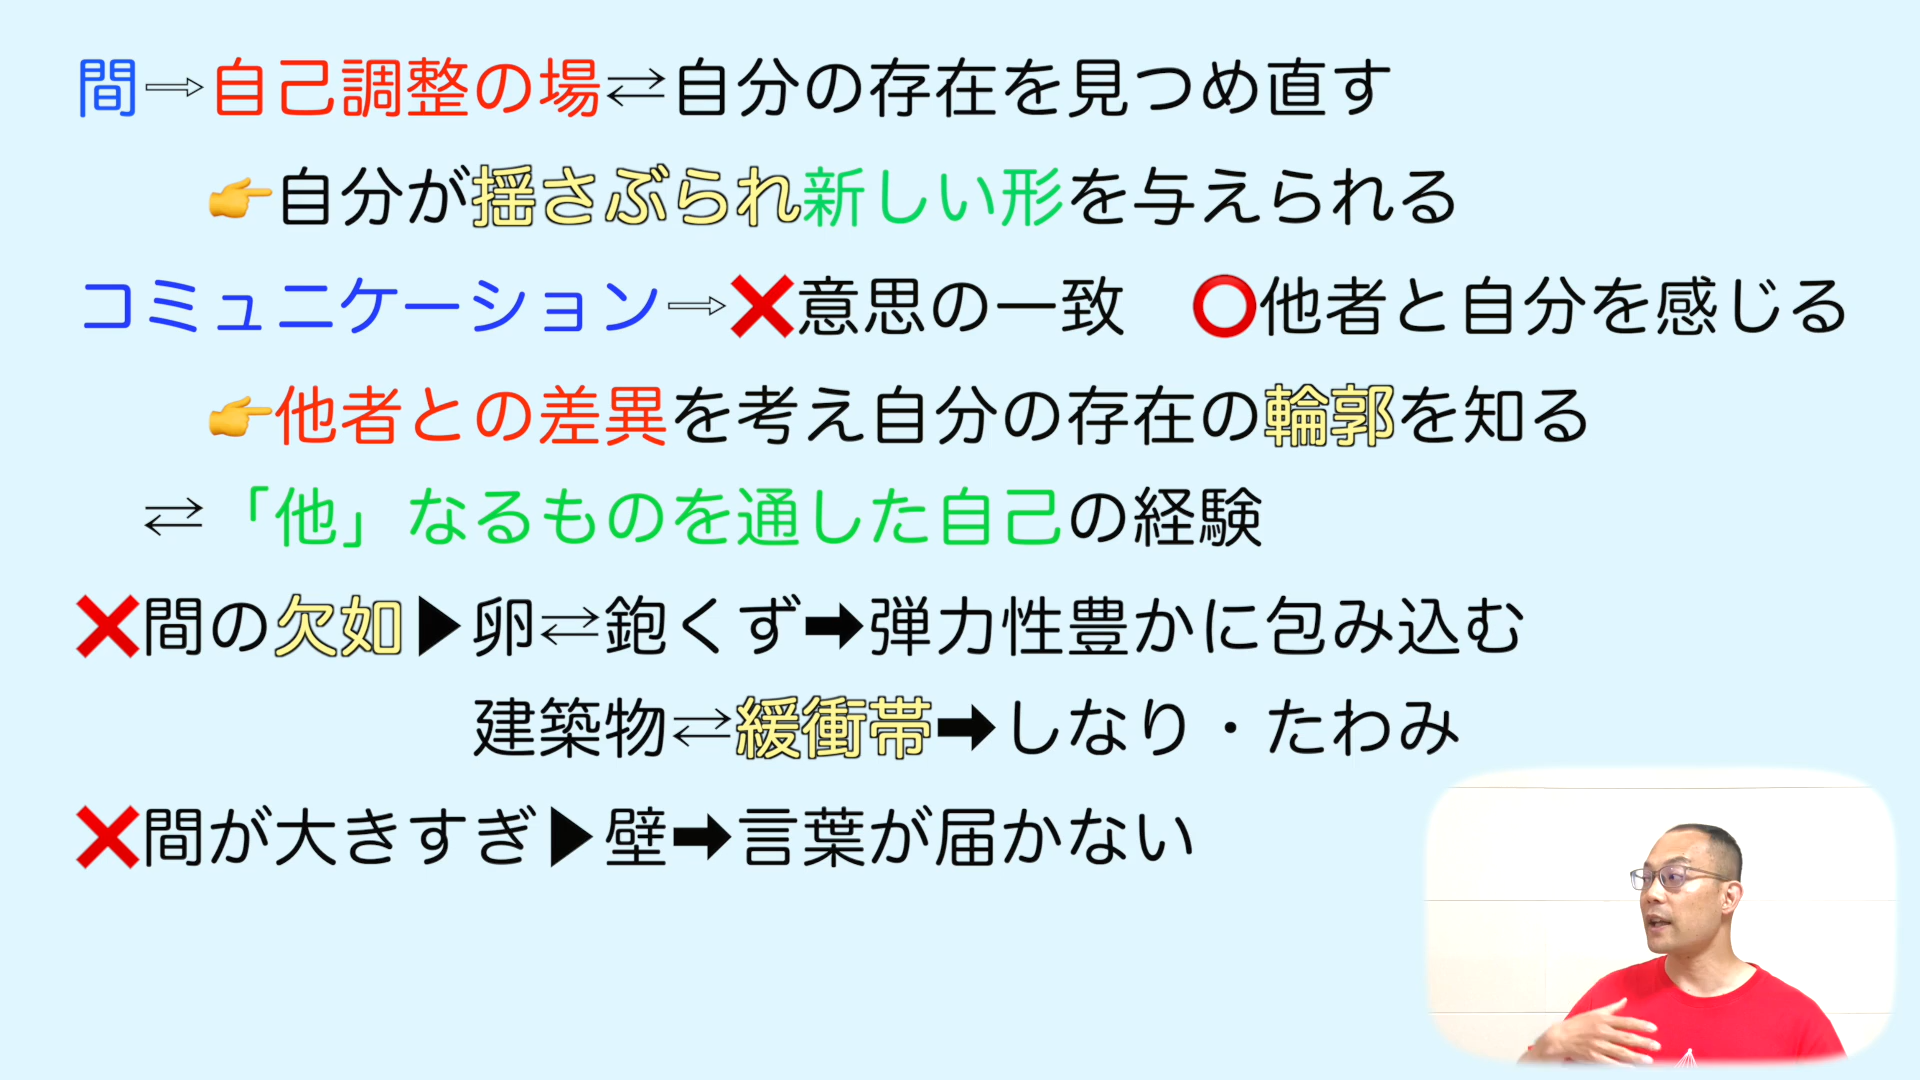 間⇨自己調整の場⇄自分の存在を見つめ直す
👉自分が揺さぶられ新しい形を与えられる
コミュニケーション⇨❌意思の一致　⭕他者と自分を感じる
👉他者との差異を考え自分の存在の輪郭を知る
⇄「他」なるものを通した自己の経験
❌間の欠如▶卵⇄鉋くず➡弾力性豊かに包み込む
建築物⇄緩衝帯➡しなり・たわみ
❌間が大きすぎ▶壁➡言葉が届かない